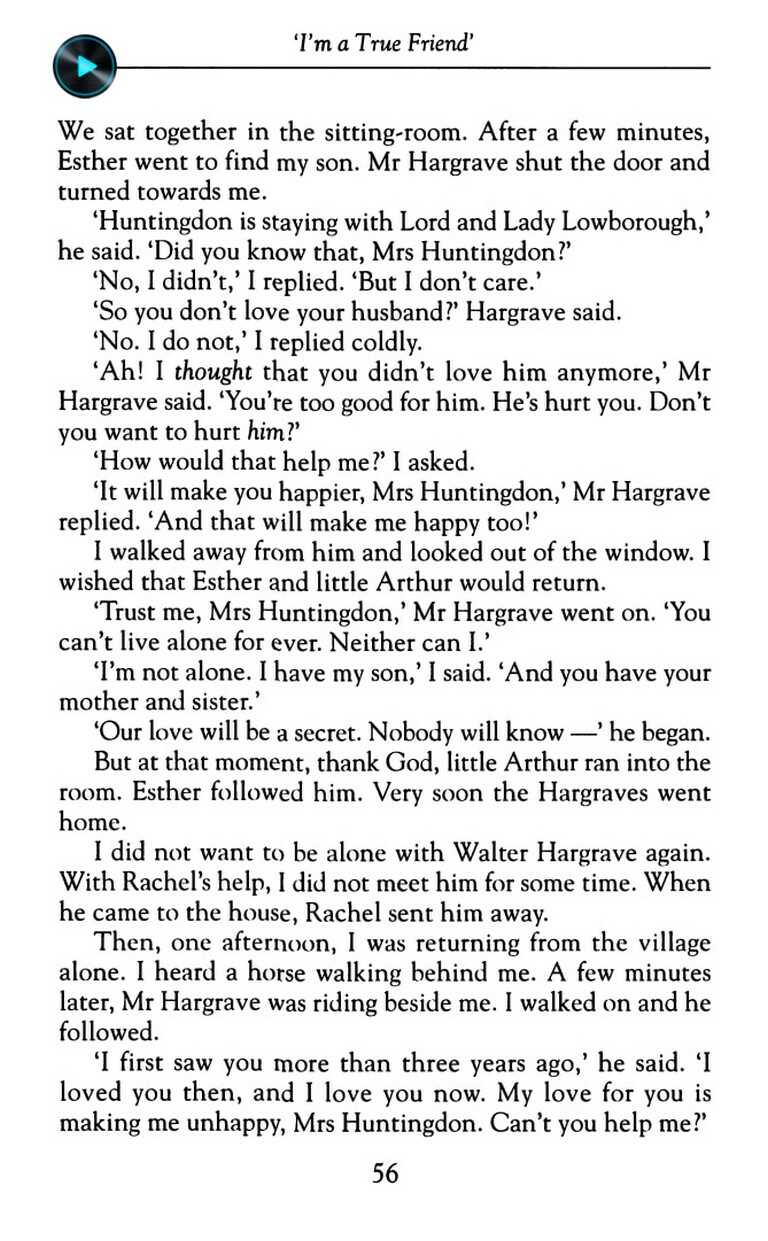 ‘I’m a True Friend’
We sat together in the sitting-room. After a few minutes,
Esther went to find my son. Mr Hargrave shut the door and
turned towards me.
‘Huntingdon is staying with Lord and Lady Lowborough,’
he said. ‘Did you know that, Mrs Huntingdon?’
‘No, I didn’t,’ I replied. ‘But I don’t care.’
‘So you don’t love your husband?’ Hargrave said.
‘No. I do not,’ I replied coldly.
‘Ah! I thought that you didn’t love him anymore,’ Mr
Hargrave said. ‘You’re too good for him. He’s hurt you. Don’t
you want to hurt him?’
‘How would that help me?’ I asked.
‘It will make you happier, Mrs Huntingdon,’ Mr Hargrave
replied. ‘And that will make me happy too!’
I walked away from him and looked out of the window. I
wished that Esther and little Arthur would return.
‘Trust me, Mrs Huntingdon,’ Mr Hargrave went on. ‘You
can’t live alone for ever. Neither can I.’
‘I’m not alone. I have my son,’ I said. ‘And you have your
mother and sister.’
‘Our love will be a secret. Nobody will know —’ he began.
But at that moment, thank God, little Arthur ran into the
room. Esther followed him. Very soon the Hargraves went
home.
I did not want to be alone with Walter Hargrave again.
With Rachel’s help, I did not meet him for some time. When
he came to the house, Rachel sent him away.
Then, one afternoon, I was returning from the village
alone. I heard a horse walking behind me. A few minutes
later, Mr Hargrave was riding beside me. I walked on and he
followed.
‘I first saw you more than three years ago,’ he said. ‘I
loved you then, and I love you now. My love for you is
making me unhappy, Mrs Huntingdon. Can’t you help me?’
56